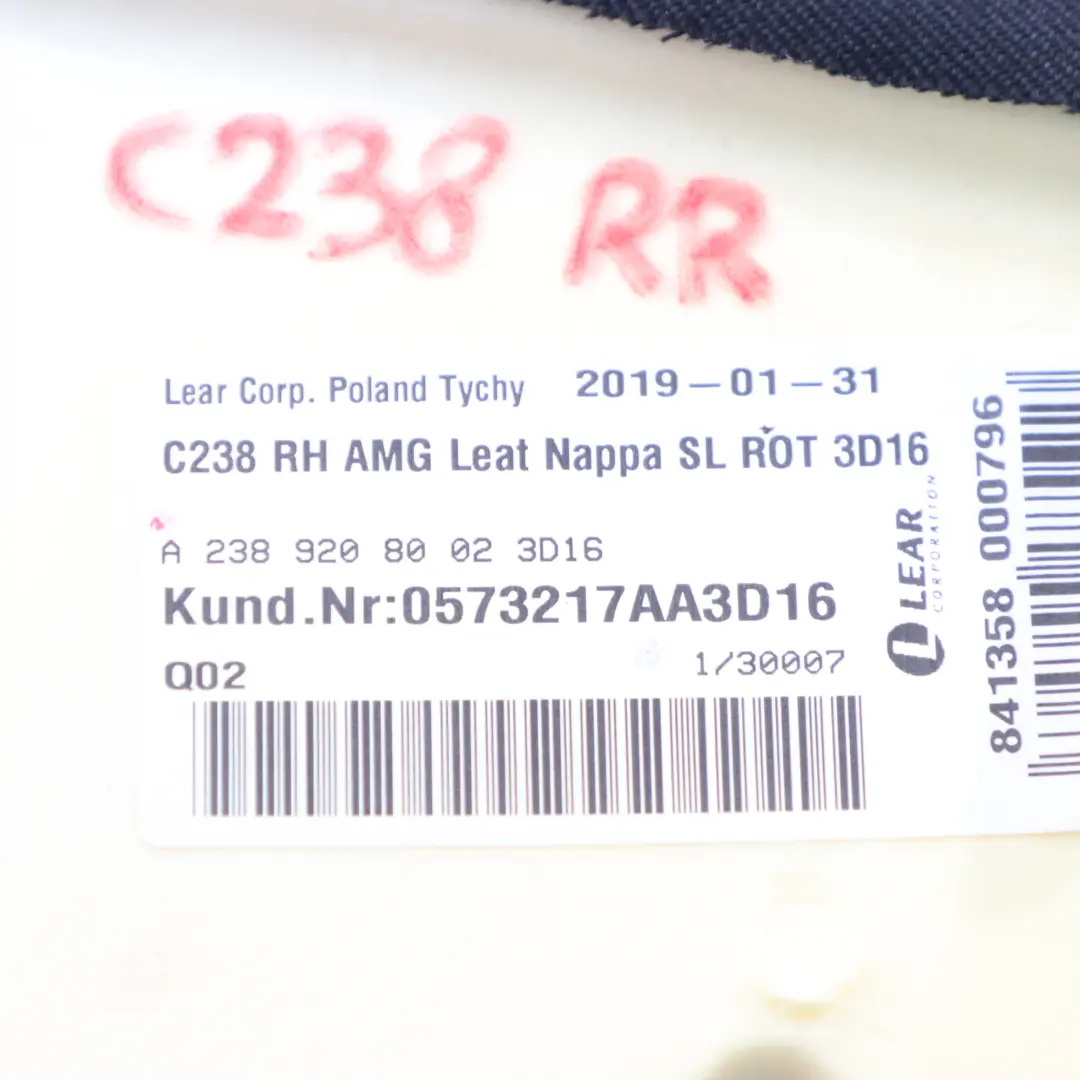 C238 RR
Lear Corp. Poland Tychy 2019-01-31
C238 RH AMG Leat Nappa SL ROT 3D16
A 238 920 80 02 3D16
Kund.Nr:0573217AA3D16
Q02 1/30007
LEAR
CORPORATION
841358 000796